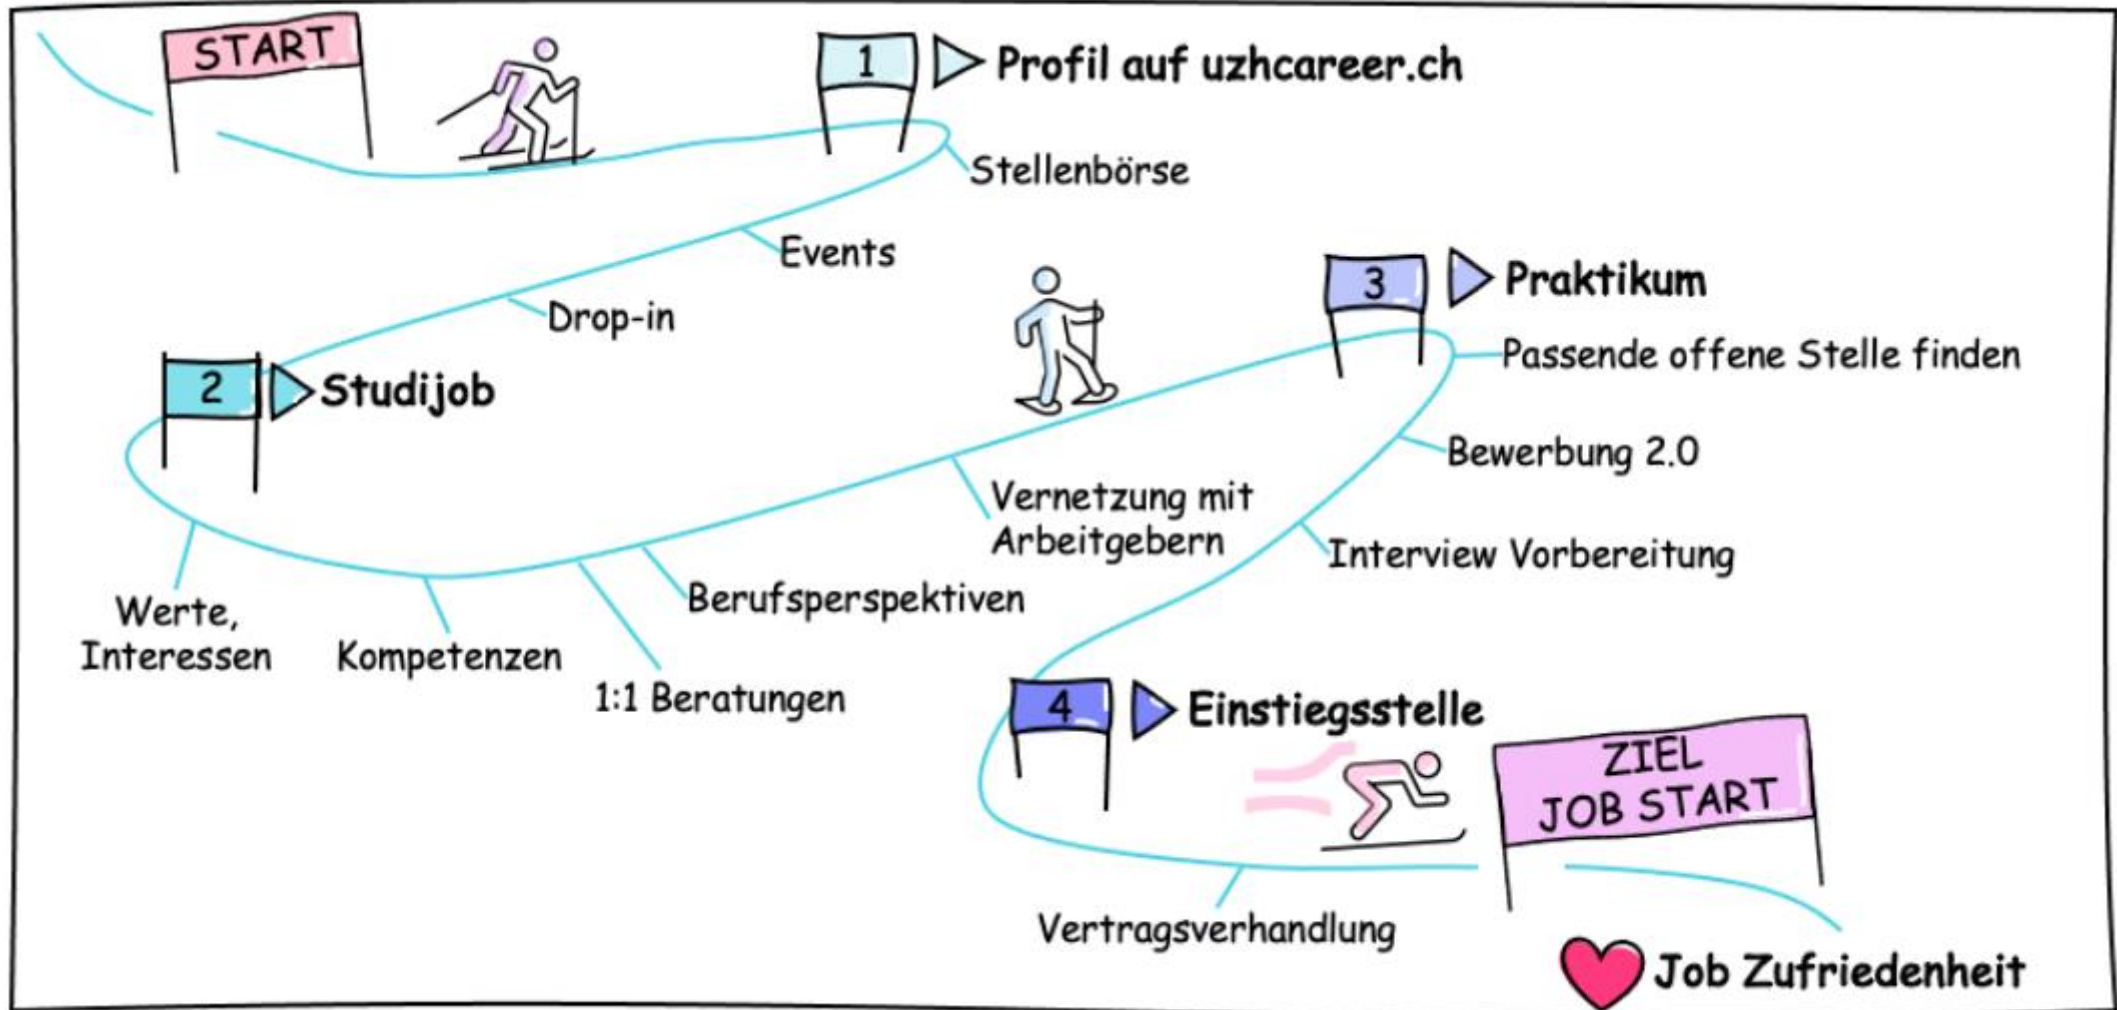 START
1
Profil auf uzhcareer.ch
Stellenbörse
Events
Drop-in
2
Studijob
Werte,
Interessen
Kompetenzen
1:1 Beratungen
Berufsperspektiven
Vernetzung mit
Arbeitgebern
3
Praktikum
Passende offene Stelle finden
Bewerbung 2.0
Interview Vorbereitung
4
Einstiegsstelle
Vertragsverhandlung
ZIEL
JOB START
Job Zufriedenheit